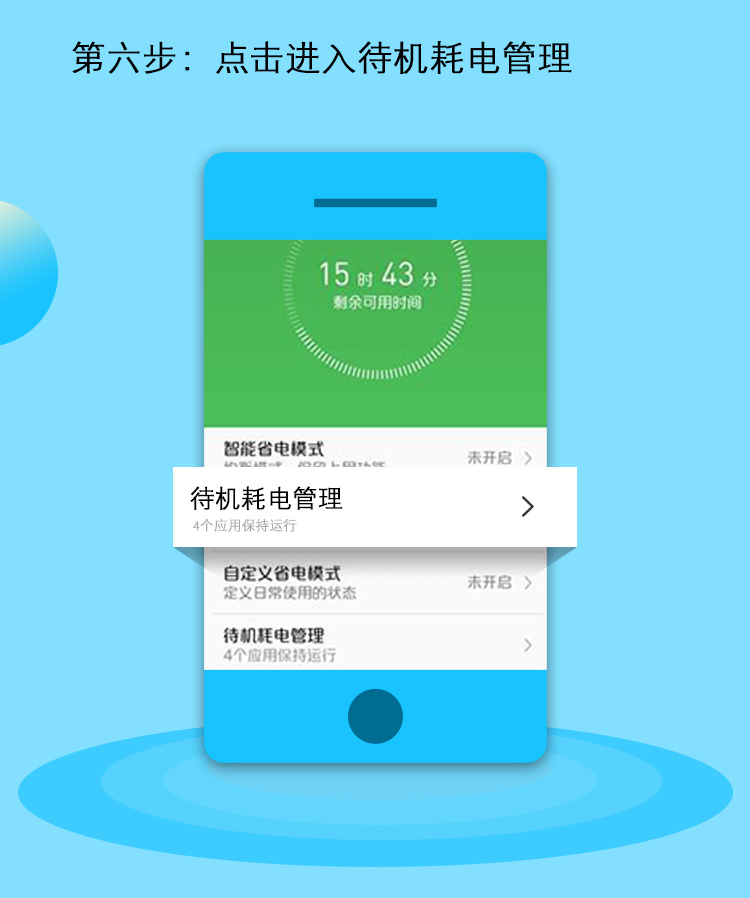 第六步：点击进入待机耗电管理
15 时 43 分
剩余可用时间
智能省电模式
未开启
待机耗电管理
4个应用保持运行
自定义省电模式
定义日常使用的状态
未开启
待机耗电管理
4个应用保持运行